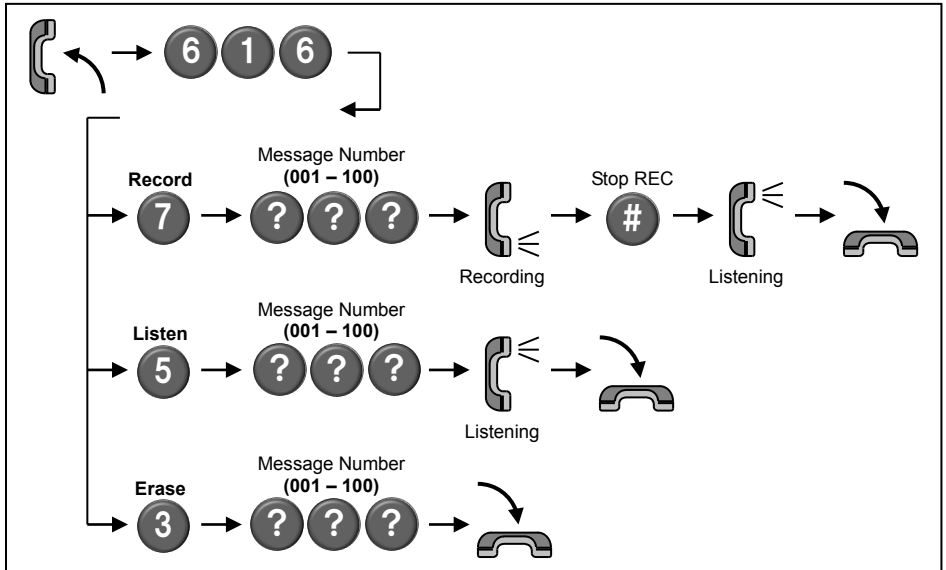 6 1 6
Message Number
(001 – 100)
Record
Stop REC
7 ? ? ? #
Recording
Listening
Message Number
(001 – 100)
Listen
5 ? ? ?
Listening
Message Number
(001 – 100)
Erase
3 ? ? ?